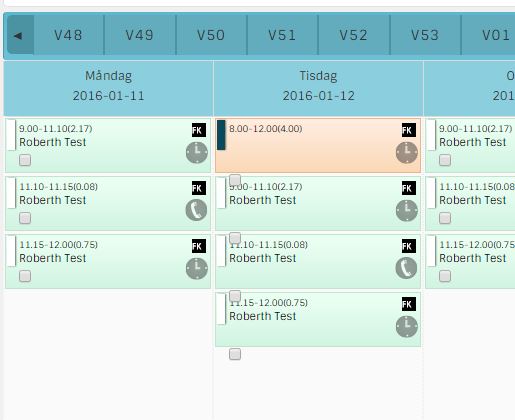 V48 V49 V50 V51 V52 V53 V01
Måndag
2016-01-11
9.00-11.10(2.17) FK
Roberth Test
11.10-11.15(0.08) FK
Roberth Test
11.15-12.00(0.75) FK
Roberth Test
Tisdag
2016-01-12
8.00-12.00(4.00) FK
9.00-11.10(2.17) FK
Roberth Test
11.10-11.15(0.08) FK
Roberth Test
11.15-12.00(0.75) FK
Roberth Test
O
201
9.00-11.10(2.17)
Roberth Test
11.10-11.15(0.08
Roberth Test
11.15-12.00(0.75
Roberth Test